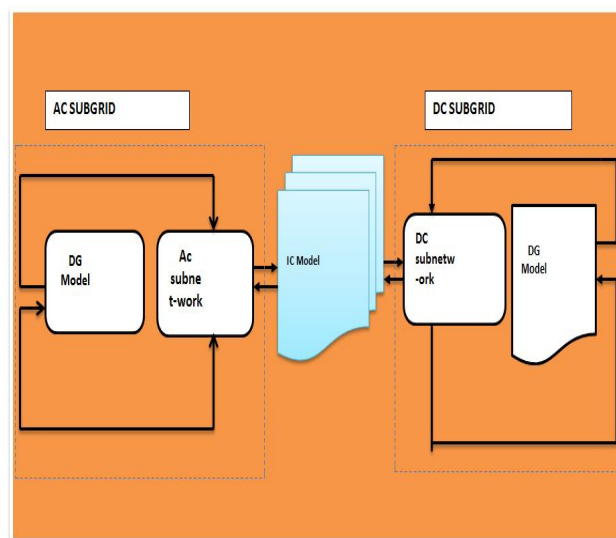 AC SUBGRID
DC SUBGRID
DG
Model
Ac
subne
t-work
IC Model
DC
subnetw
-ork
DG
Model